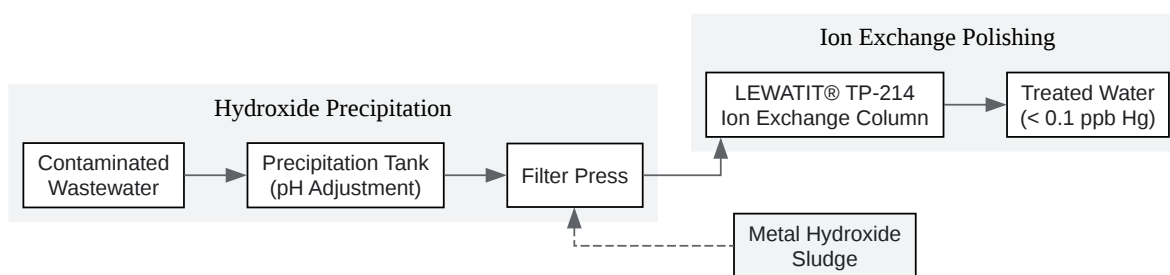 Ion Exchange Polishing
Hydroxide Precipitation
LEWATIT® TP-214
Ion Exchange Column
Treated Water
(< 0.1 ppb Hg)
Contaminated
Wastewater
Precipitation Tank
(pH Adjustment)
Filter Press
Metal Hydroxide
Sludge